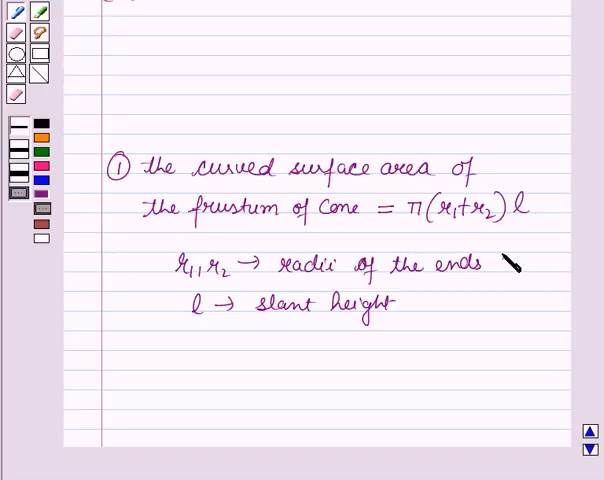 ① the curved surface area of
the frustum of Cone = π(r₁+r₂) l
r₁, r₂ → radii of the ends
l → slant height